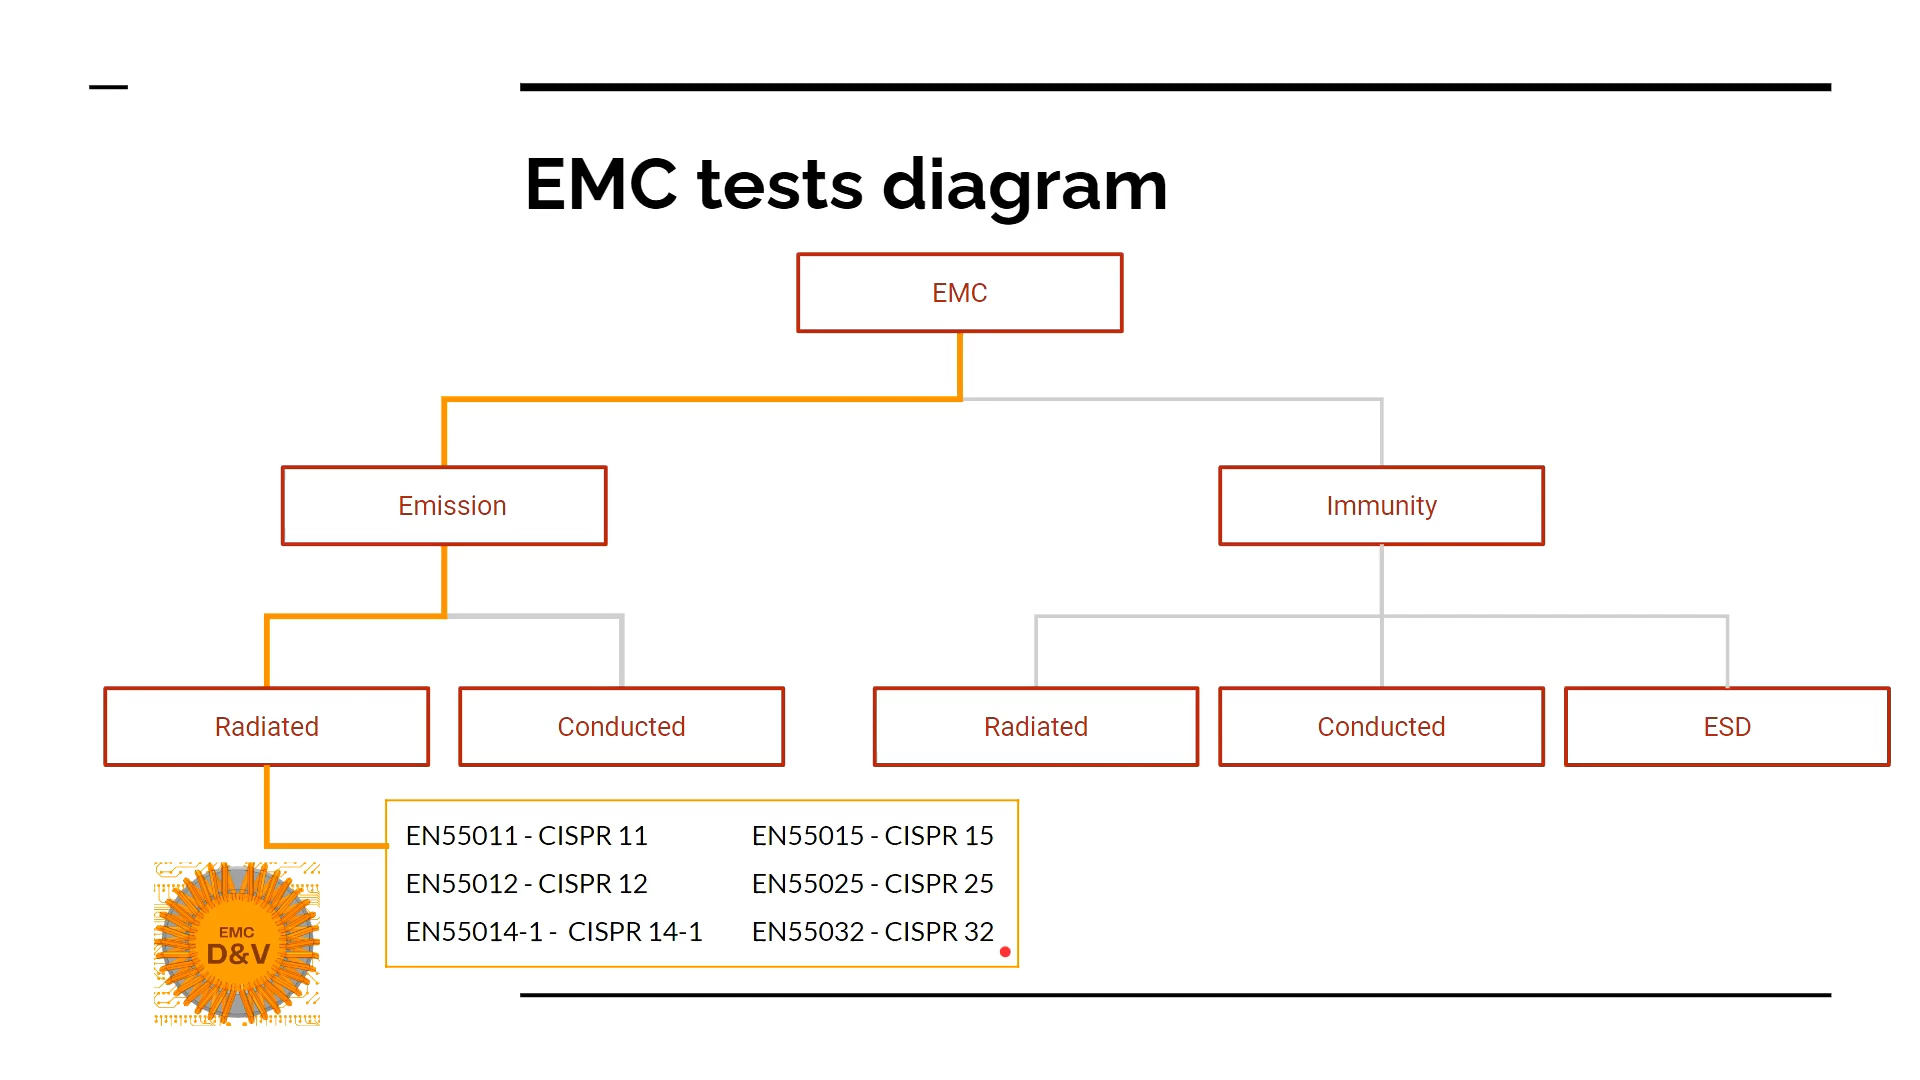 EMC tests diagram
EMC
Emission
Immunity
Radiated
Conducted
Radiated
Conducted
ESD
EN55011 - CISPR 11
EN55012 - CISPR 12
EN55014-1 - CISPR 14-1
EN55015 - CISPR 15
EN55025 - CISPR 25
EN55032 - CISPR 32
EMC
D&V